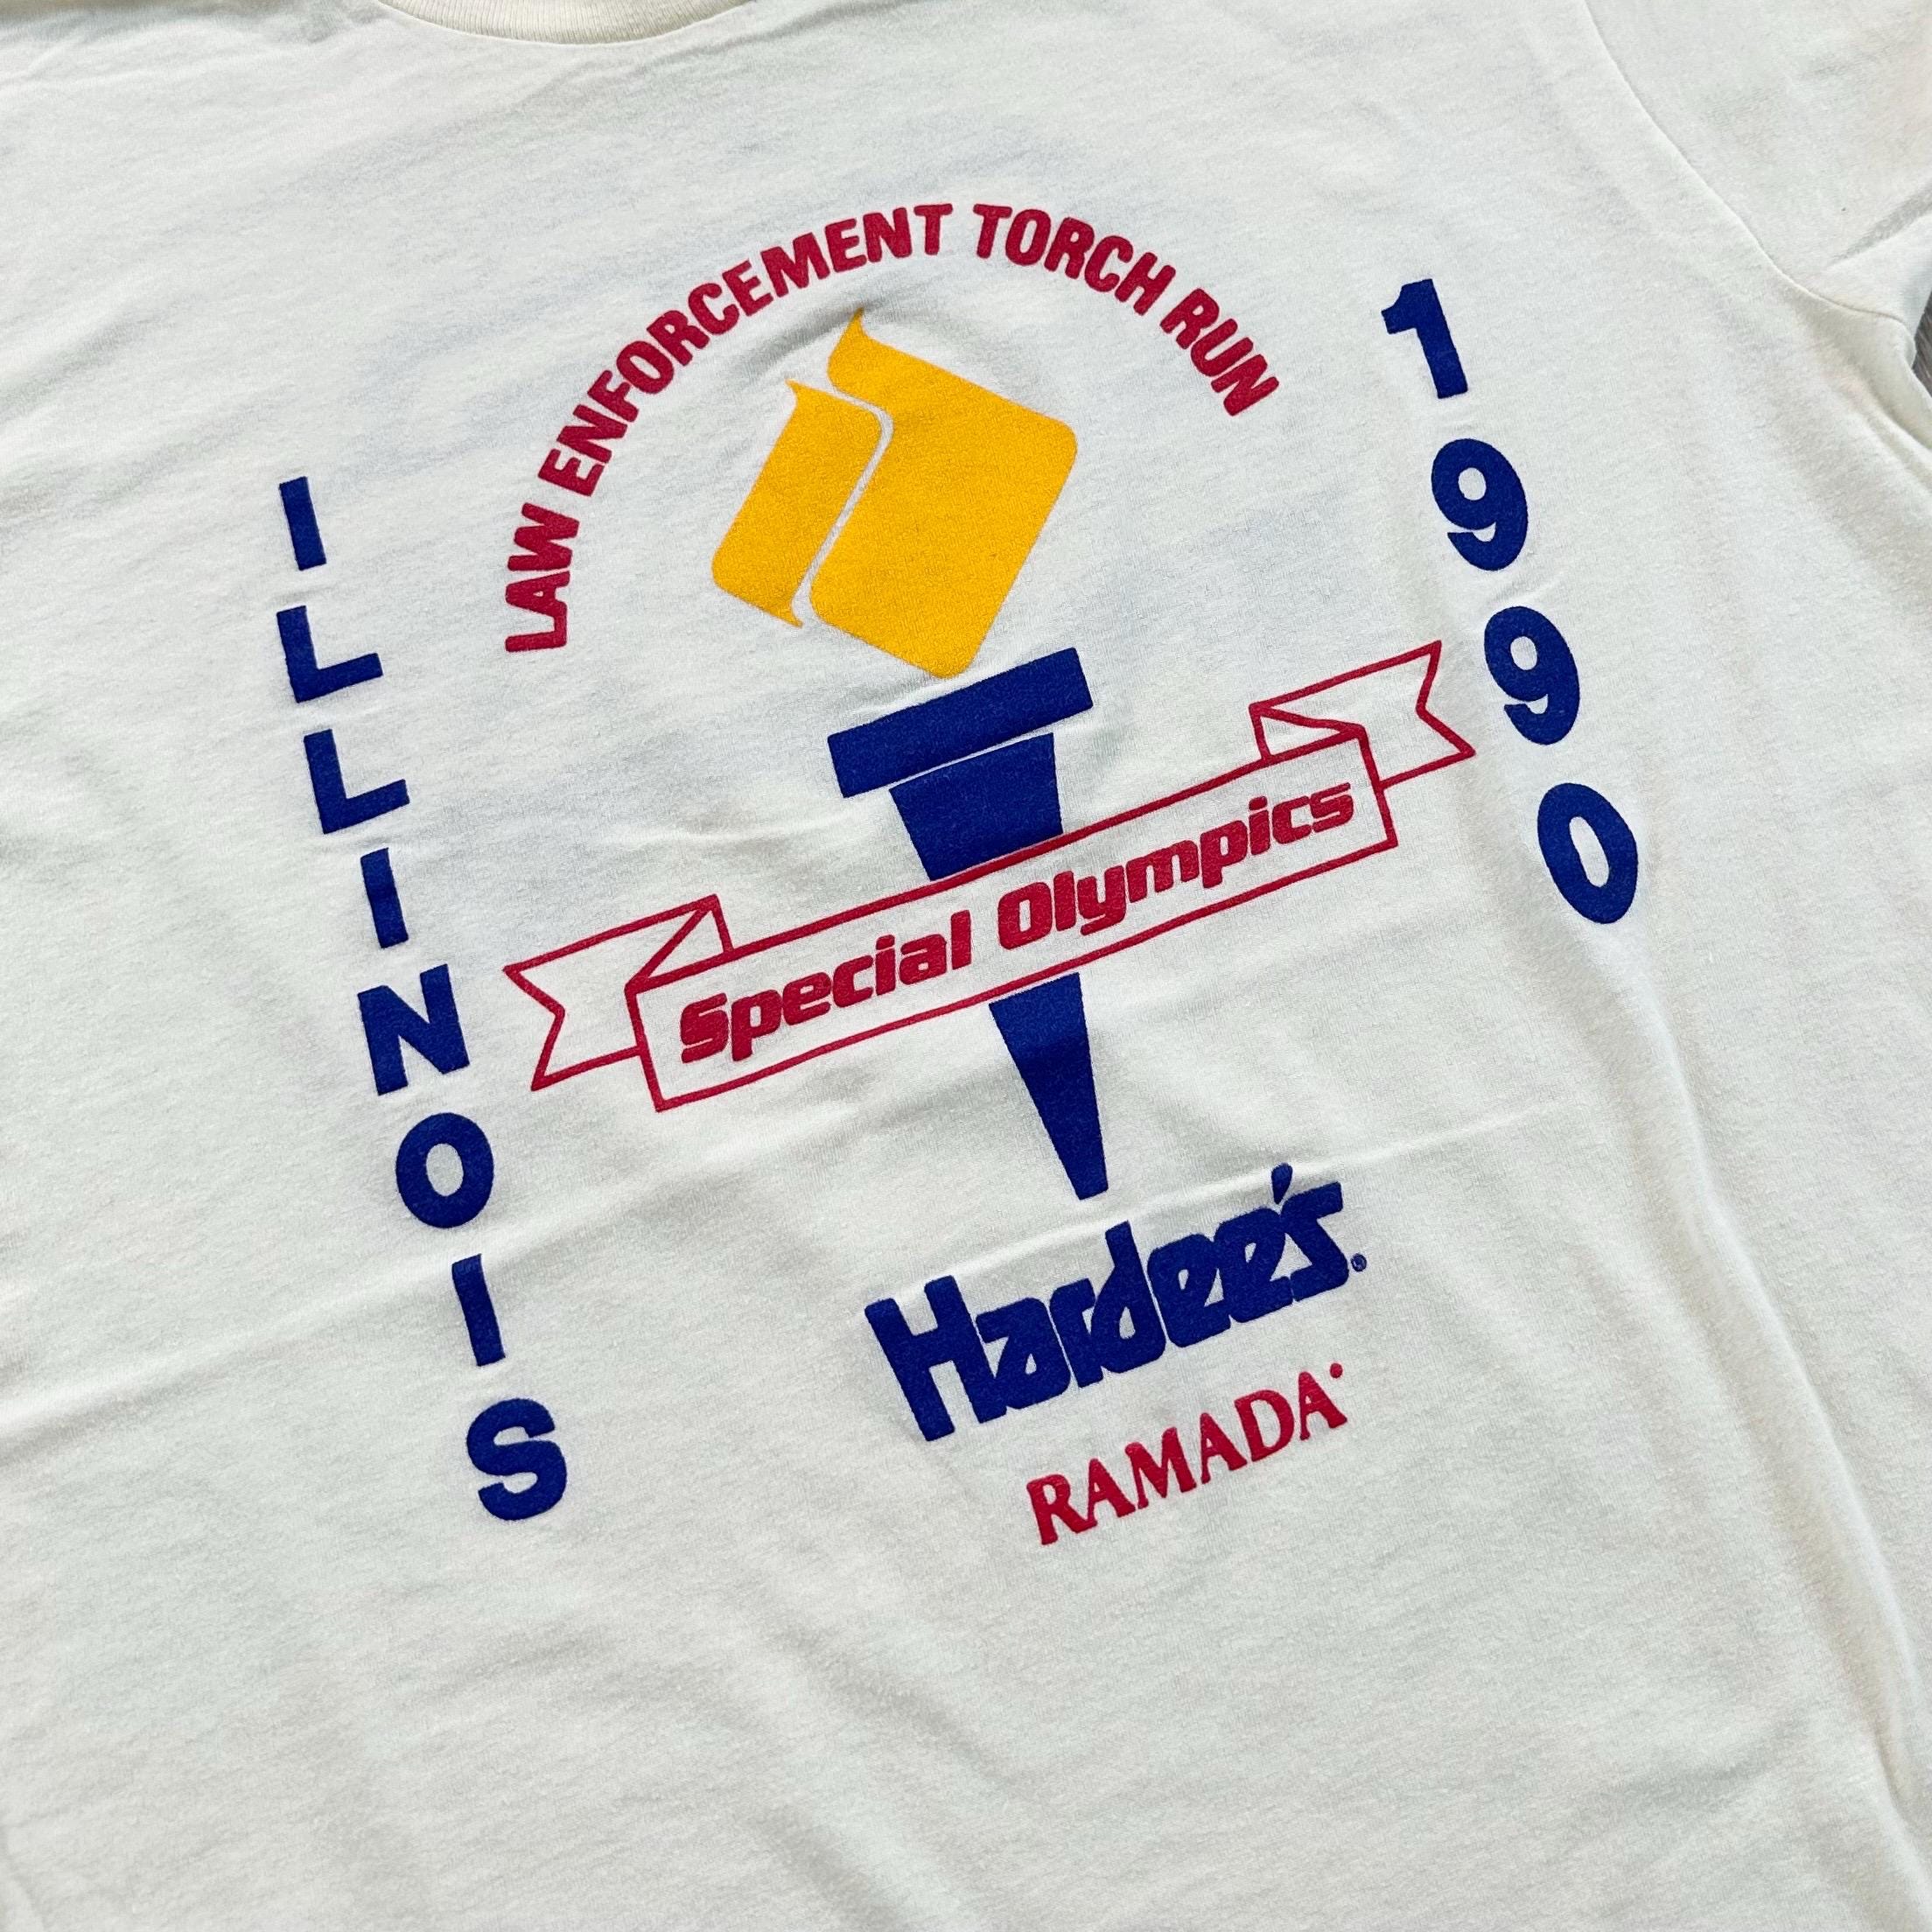 LAW ENFORCEMENT TORCH RUN
ILLINOIS
1990
Special Olympics
Hardee's®
RAMADA